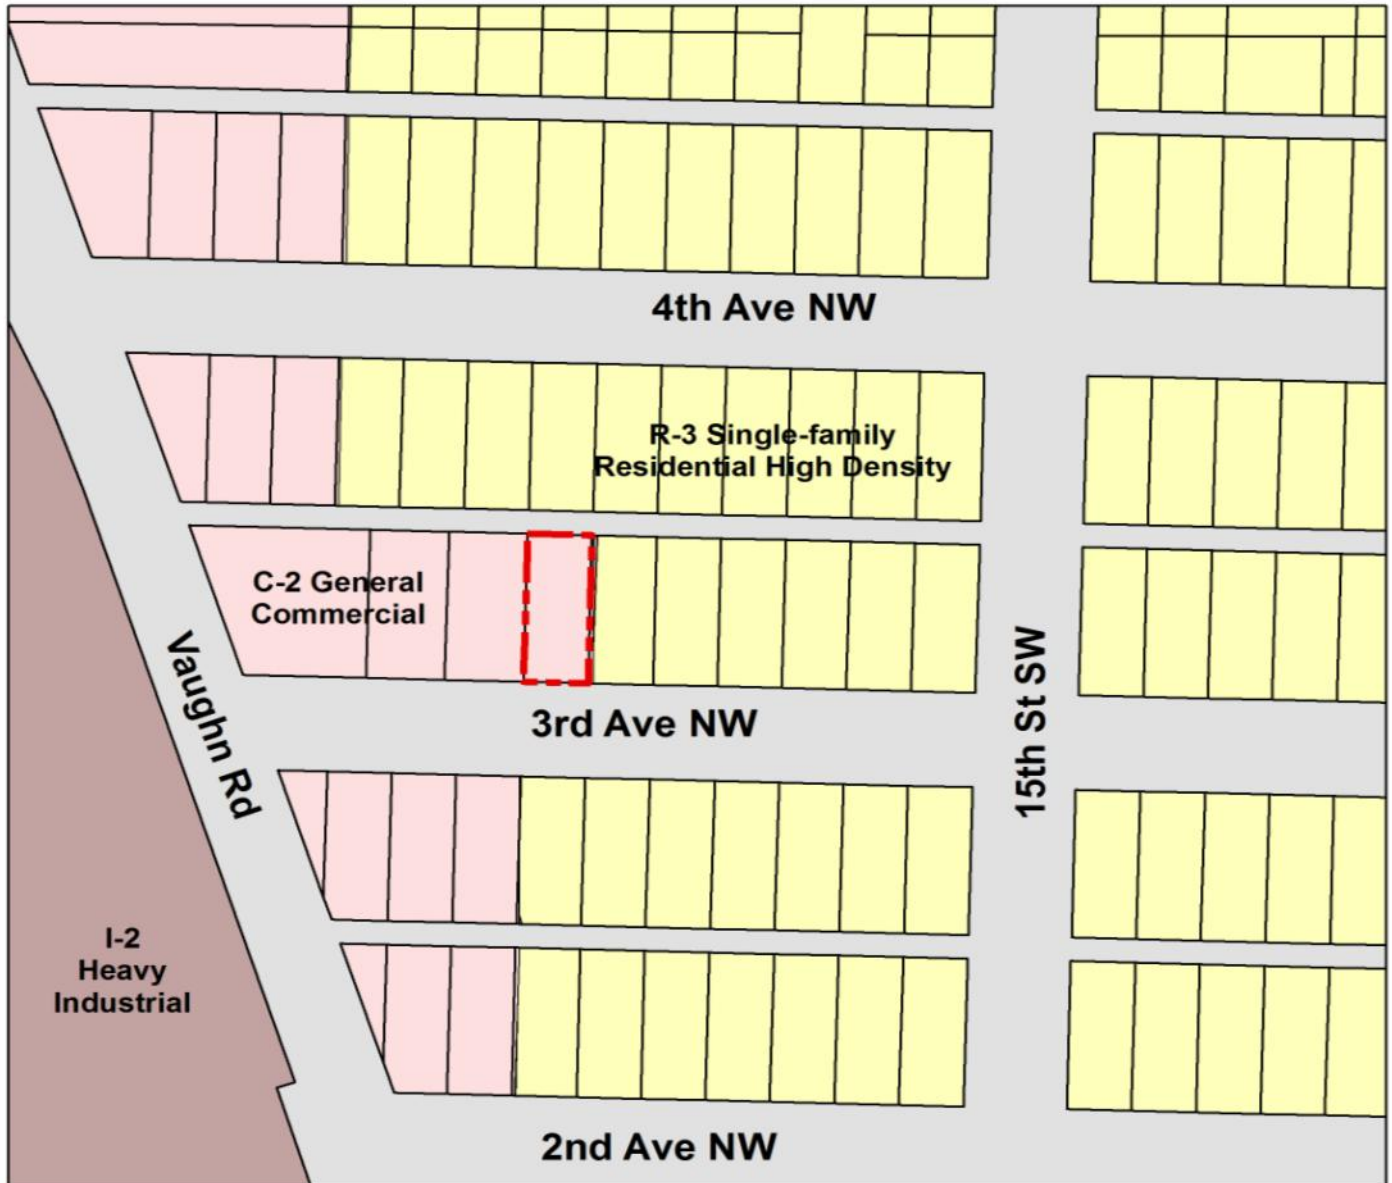 4th Ave NW
R-3 Single-family
Residential High Density
C-2 General
Commercial
Vaughn Rd
3rd Ave NW
15th St SW
I-2
Heavy
Industrial
2nd Ave NW